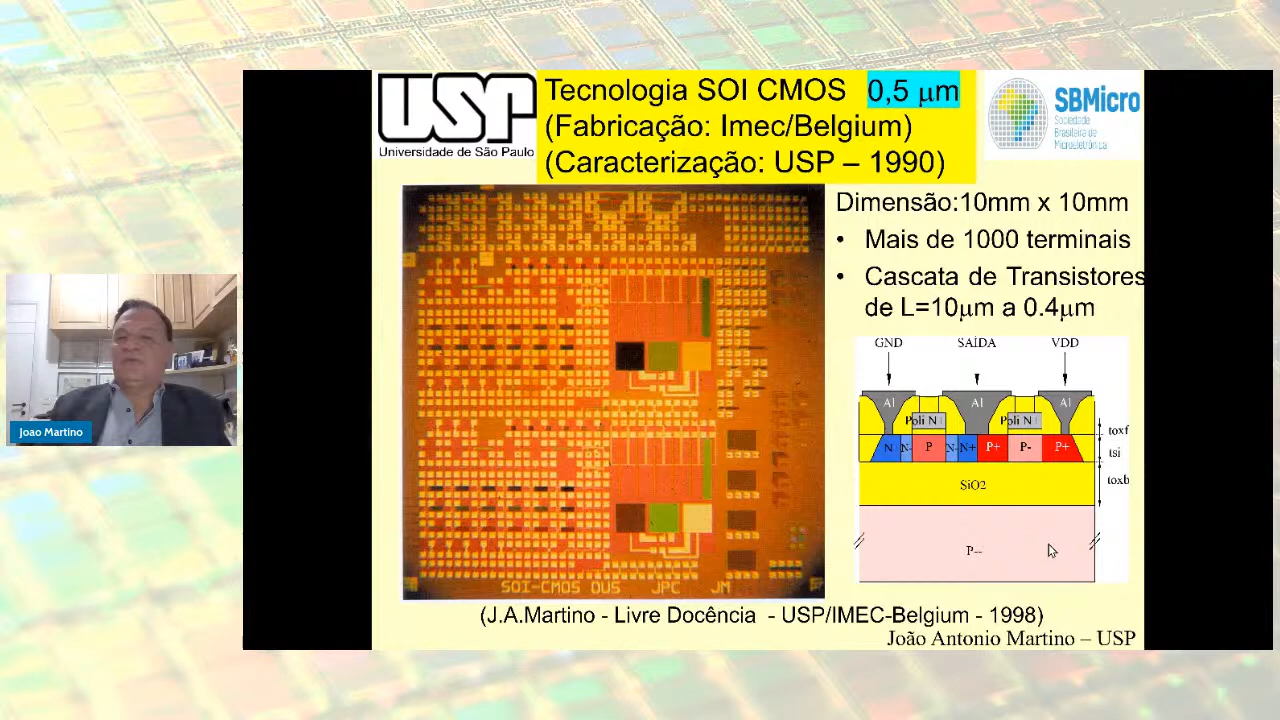 USP
Universidade de São Paulo
Tecnologia SOI CMOS 0,5 μm
(Fabricação: Imec/Belgium)
(Caracterização: USP – 1990)
SBMicro
Sociedade
Brasileira de
Microeletrônica
Dimensão:10mm x 10mm
• Mais de 1000 terminais
• Cascata de Transistores
de L=10μm a 0.4μm
GND SAÍDA VDD
Al Al Al
Poli N Poli N
toxf
N N- P N- N+ P+ P- P+
tsi
SiO2
toxb
P--
SOI-CMOS OUS JPC JM
Joao Martino
(J.A.Martino - Livre Docência - USP/IMEC-Belgium - 1998)
João Antonio Martino – USP